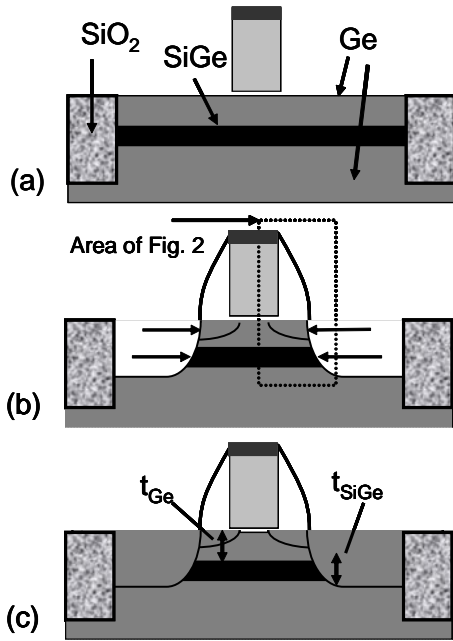 SiO2
SiGe
Ge
(a)
Area of Fig. 2
(b)
tGe
tSiGe
(c)